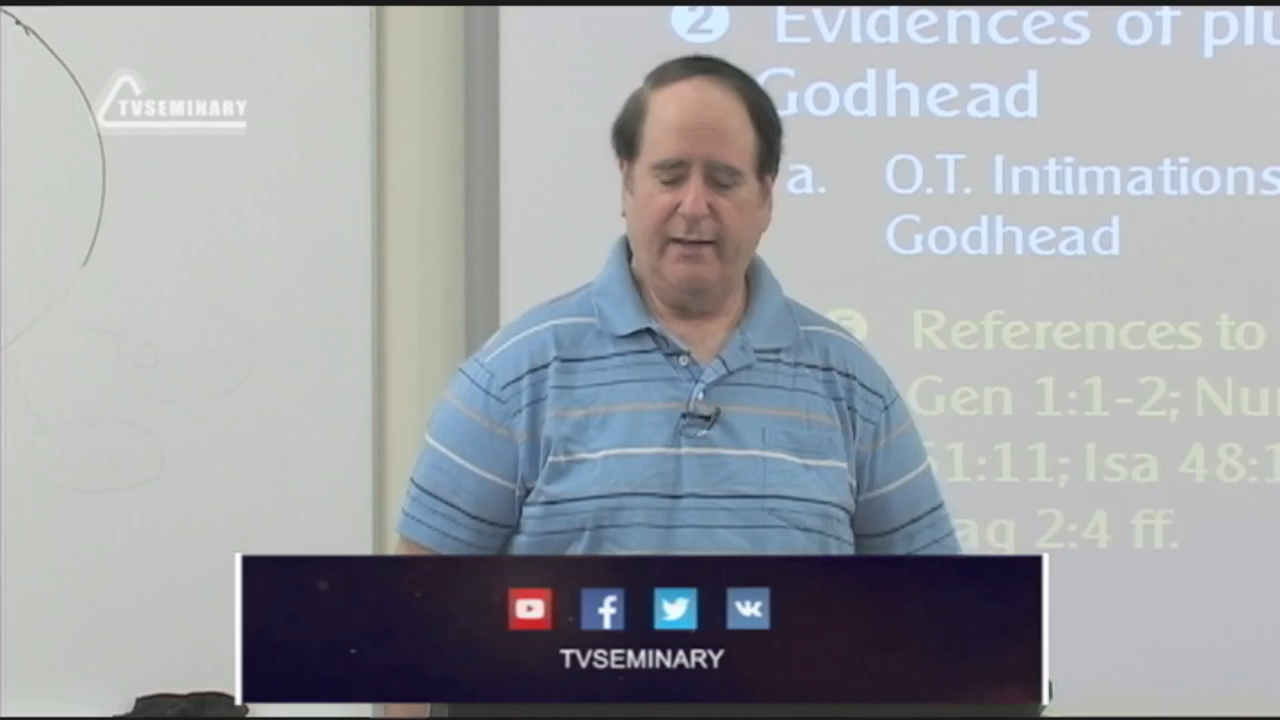 TVSEMINARY
2 Evidences of plu
Godhead
a. O.T. Intimations
Godhead
References to
Gen 1:1-2; Nu
1:11; Isa 48:1
ag 2:4 ff.
TVSEMINARY